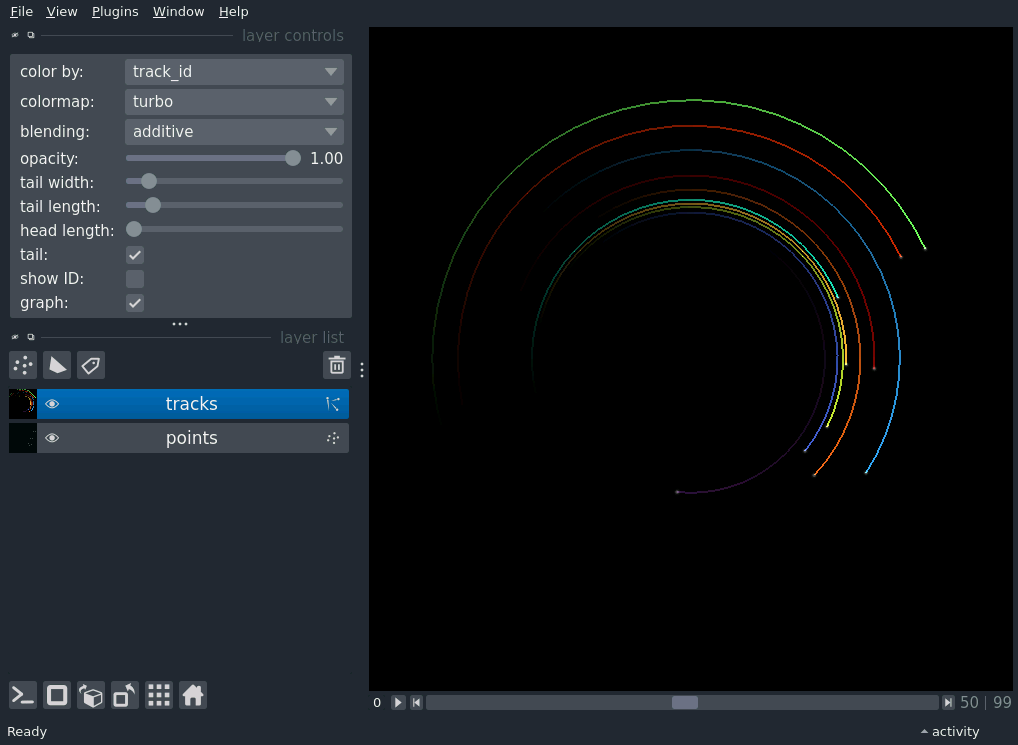 File View Plugins Window Help
layer controls
color by: track_id
colormap: turbo
blending: additive
opacity: 1.00
tail width:
tail length:
head length:
tail:
show ID:
graph:
layer list
tracks
points
0 50 | 99
Ready activity